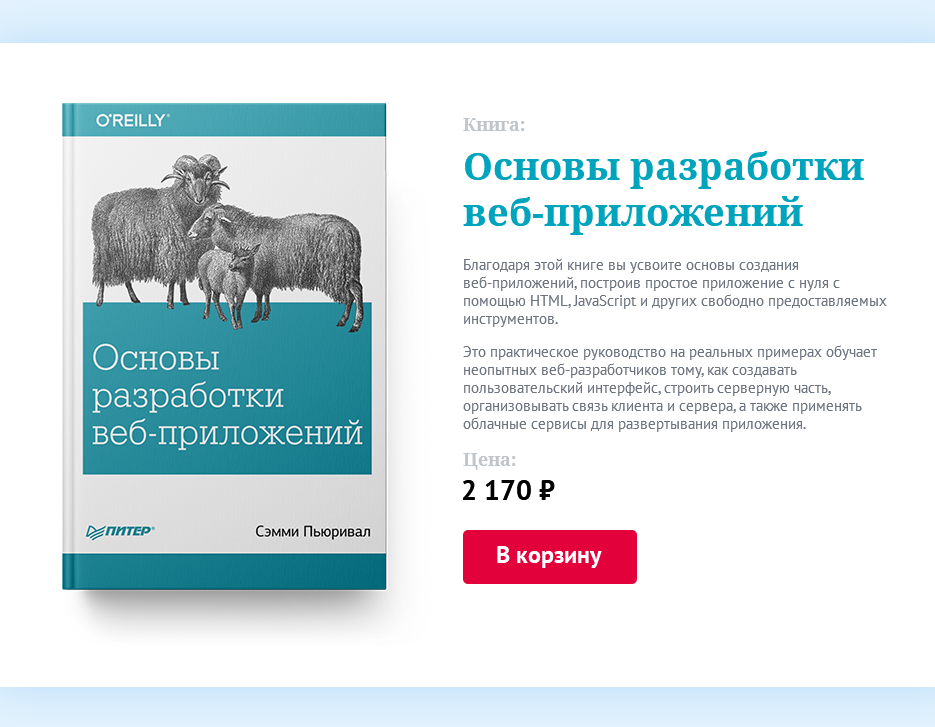 O'REILLY®
Основы
разработки
веб-приложений
ПИТЕР®
Сэмми Пьюривал
Книга:
Основы разработки
веб-приложений
Благодаря этой книге вы усвоите основы создания
веб-приложений, построив простое приложение с нуля с
помощью HTML, JavaScript и других свободно предоставляемых
инструментов.
Это практическое руководство на реальных примерах обучает
неопытных веб-разработчиков тому, как создавать
пользовательский интерфейс, строить серверную часть,
организовывать связь клиента и сервера, а также применять
облачные сервисы для развертывания приложения.
Цена:
2 170 ₽
В корзину